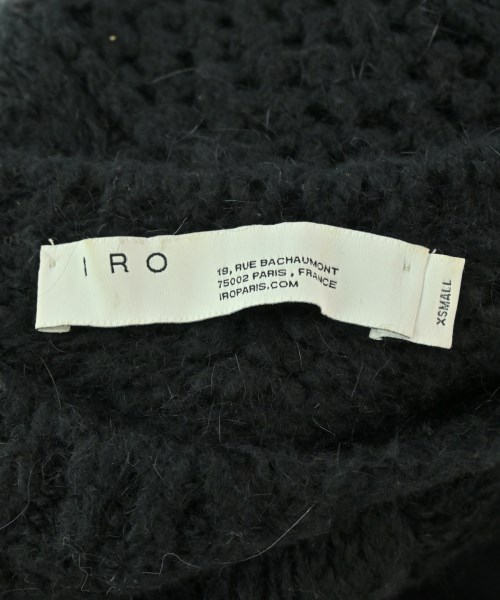 IRO
19, RUE BACHAUMONT
75002 PARIS, FRANCE
IROPARIS.COM
XSMALL